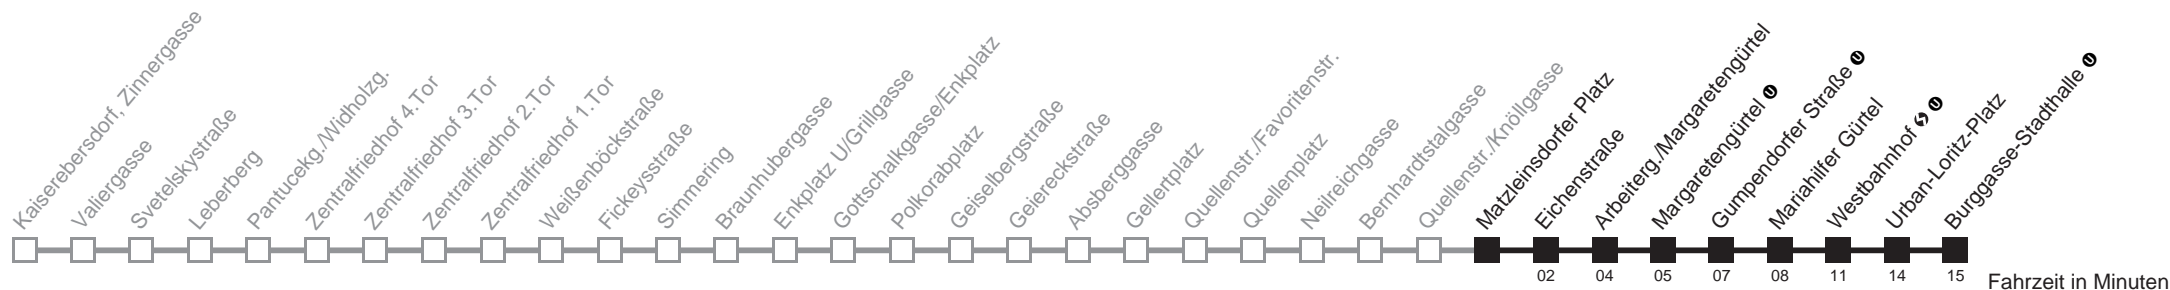 Kaiserebersdorf, Zinnergasse
Valiergasse
Svetelskystraße
Leberberg
Pantuceckg./Widholzg.
Zentralfriedhof 4.Tor
Zentralfriedhof 3.Tor
Zentralfriedhof 2.Tor
Zentralfriedhof 1.Tor
Weißenböckstraße
Fickeysstraße
Simmering
Braunhubergasse
Enkplatz U/Grillgasse
Gottschalkgasse/Enkplatz
Polkorabplatz
Geiselbergstraße
Geiereckstraße
Absberggasse
Gellertplatz
Quellenstr./Favoritenstr.
Quellenplatz
Neilreichgasse
Bernhardtstalgasse
Quellenstr./Knöllgasse
Matzleinsdorfer Platz
Eichenstraße
Arbeiterg./Margaretengürtel
Margaretengürtel U
Gumpendorfer Straße U
Mariahilfer Gürtel
Westbahnhof S U
Urban-Loritz-Platz
Burggasse-Stadthalle U
02 04 05 07 08 11 14 15 Fahrzeit in Minuten